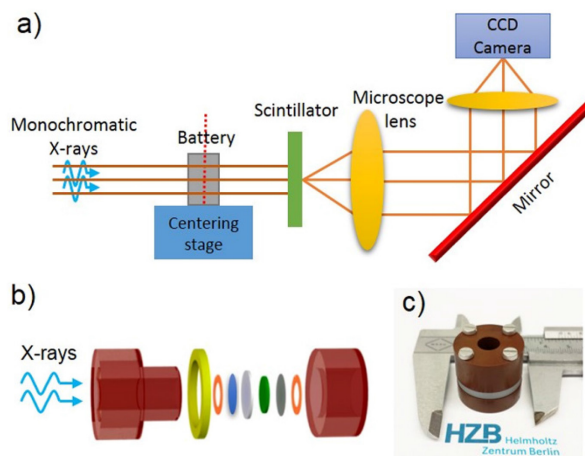 a)
CCD
Camera
Microscope
lens
Scintillator
Monochromatic
X-rays
Battery
Centering
stage
Mirror
b)
X-rays
c)
HZB Helmholtz
Zentrum Berlin